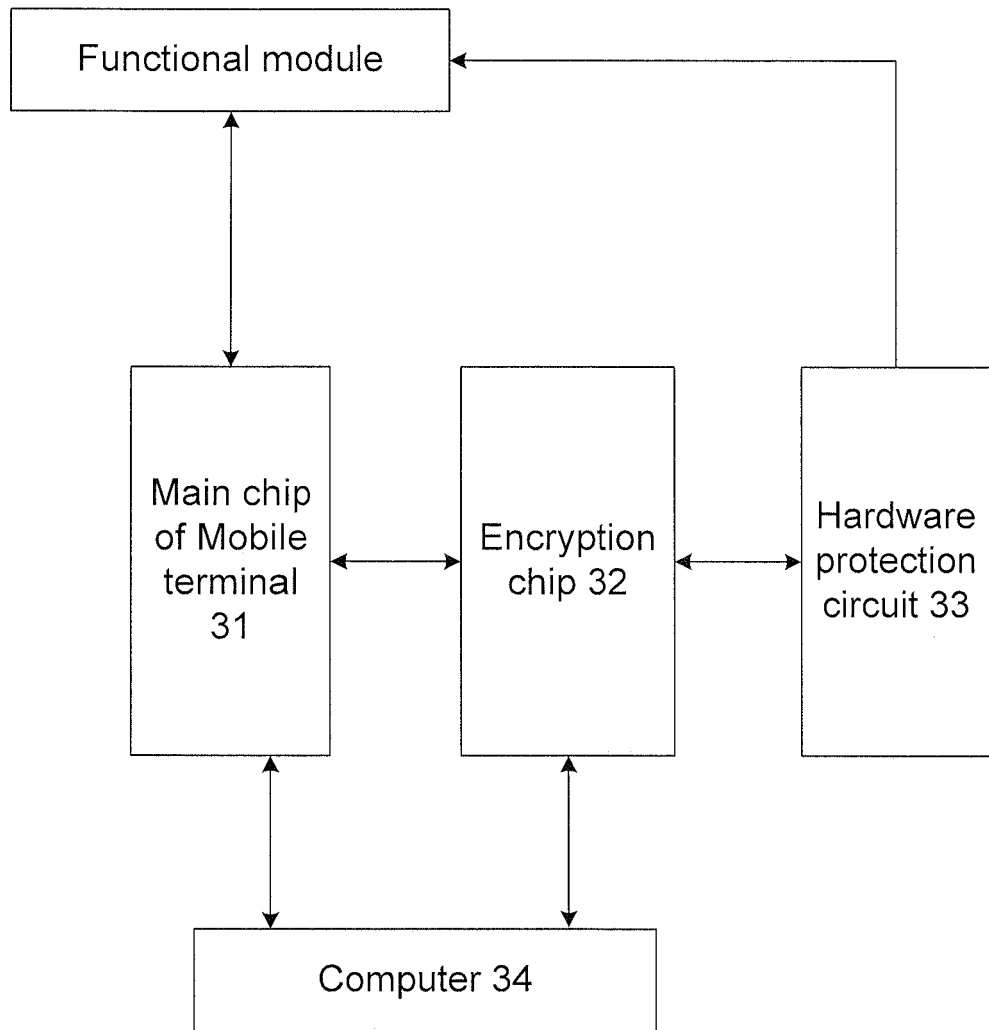 Functional module
Main chip
of Mobile
terminal
31
Encryption
chip 32
Hardware
protection
circuit 33
Computer 34